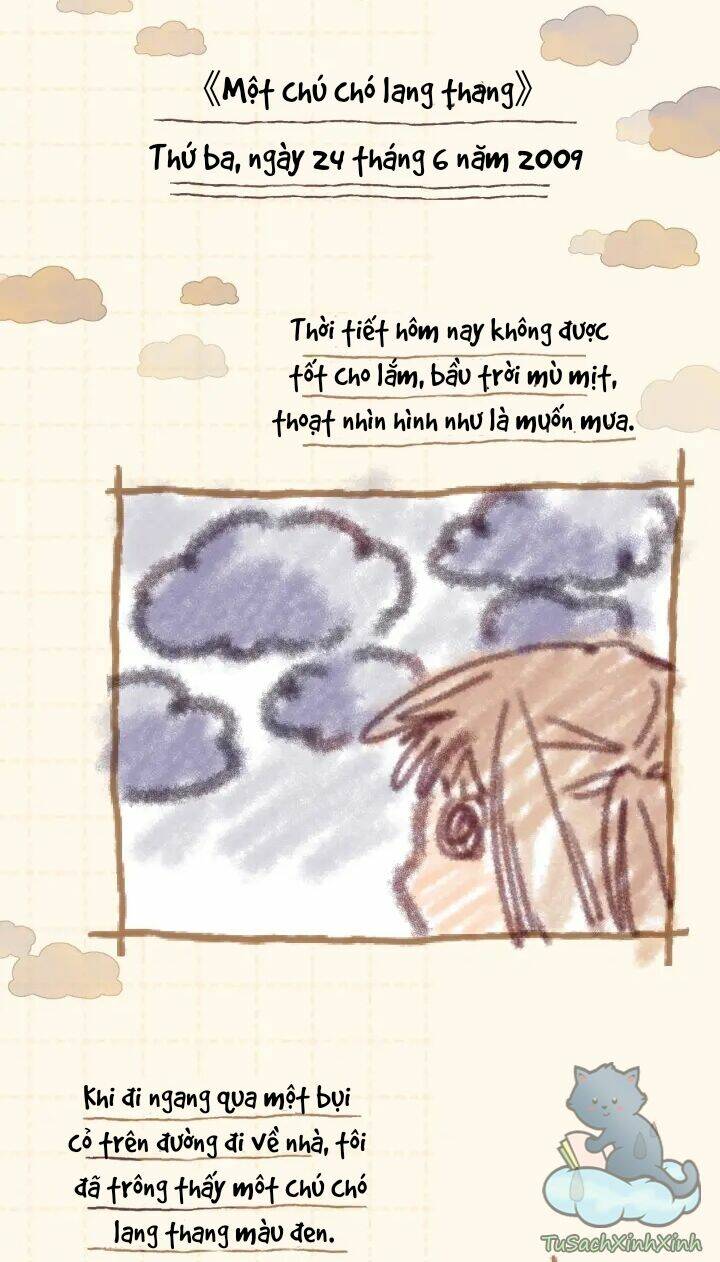 《Một chú chó lang thang》
Thứ ba, ngày 24 tháng 6 năm 2009
Thời tiết hôm nay không được
tốt cho lắm, bầu trời mù mịt,
thoạt nhìn hình như là muốn mưa.
Khi đi ngang qua một bụi
cỏ trên đường đi về nhà, tôi
đã trông thấy một chú chó
lang thang màu đen.
TuSachXinhXinh